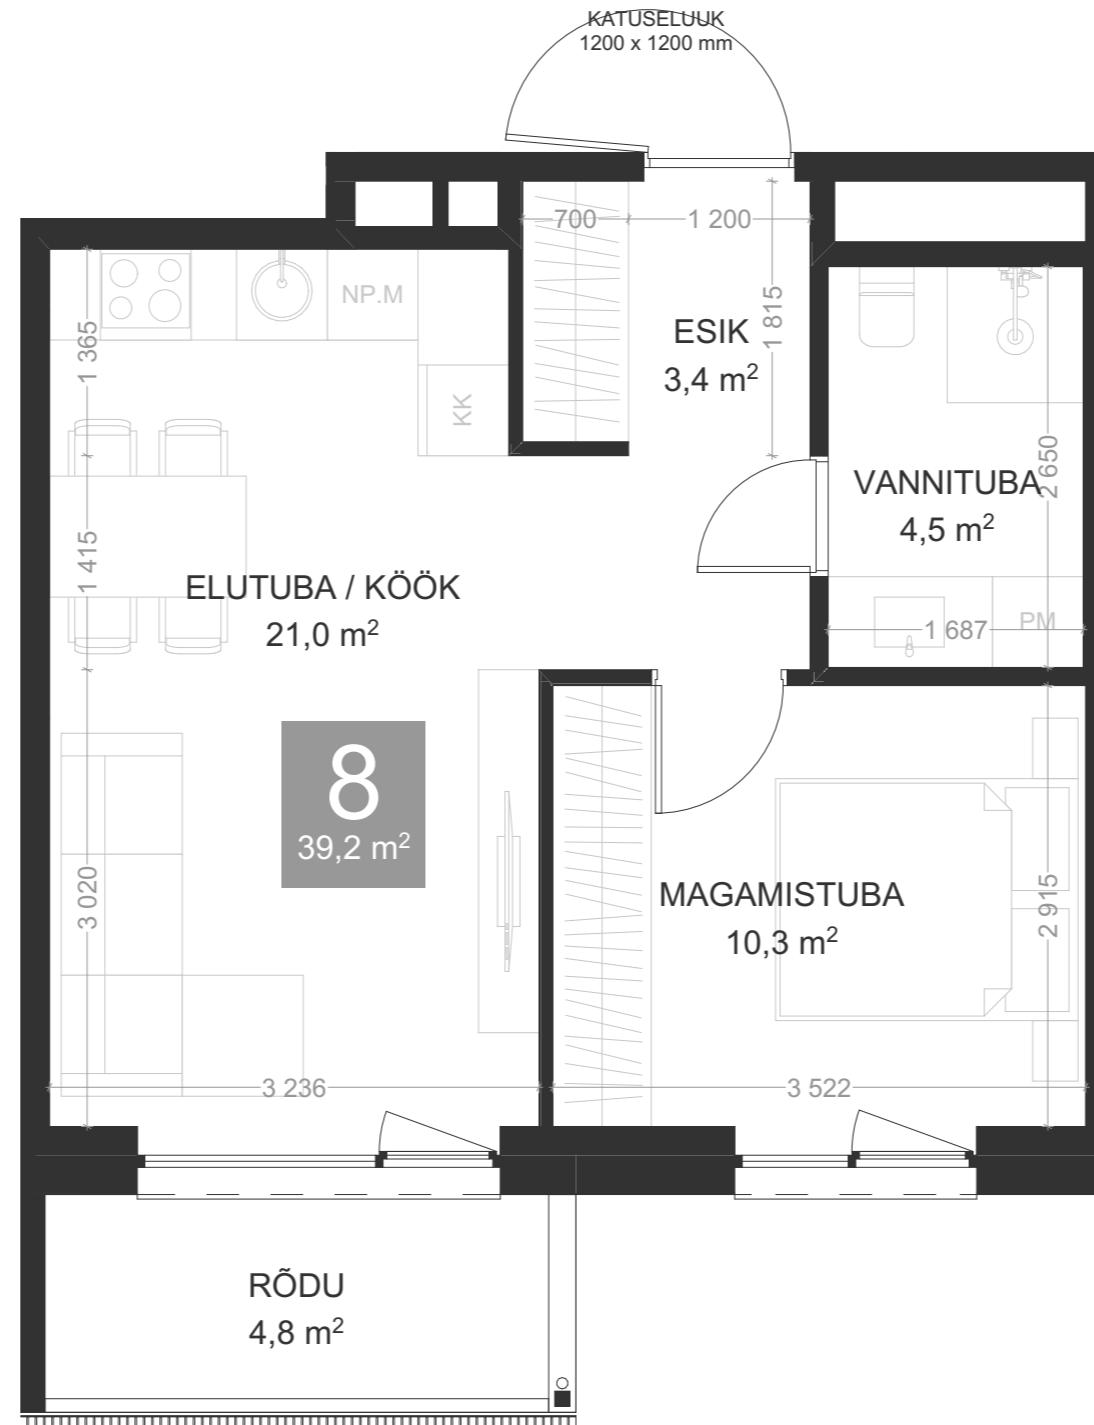 KATUSELUUK
1200 x 1200 mm
700
1 200
NP.M
1 365
ESIK
3,4 m²
1 815
KK
VANNITUBA
4,5 m²
2 650
1 415
ELUTUBA / KÖÖK
21,0 m²
1 687
PM
8
39,2 m²
3 020
MAGAMISTUBA
10,3 m²
2 915
3 236
3 522
RÕDU
4,8 m²